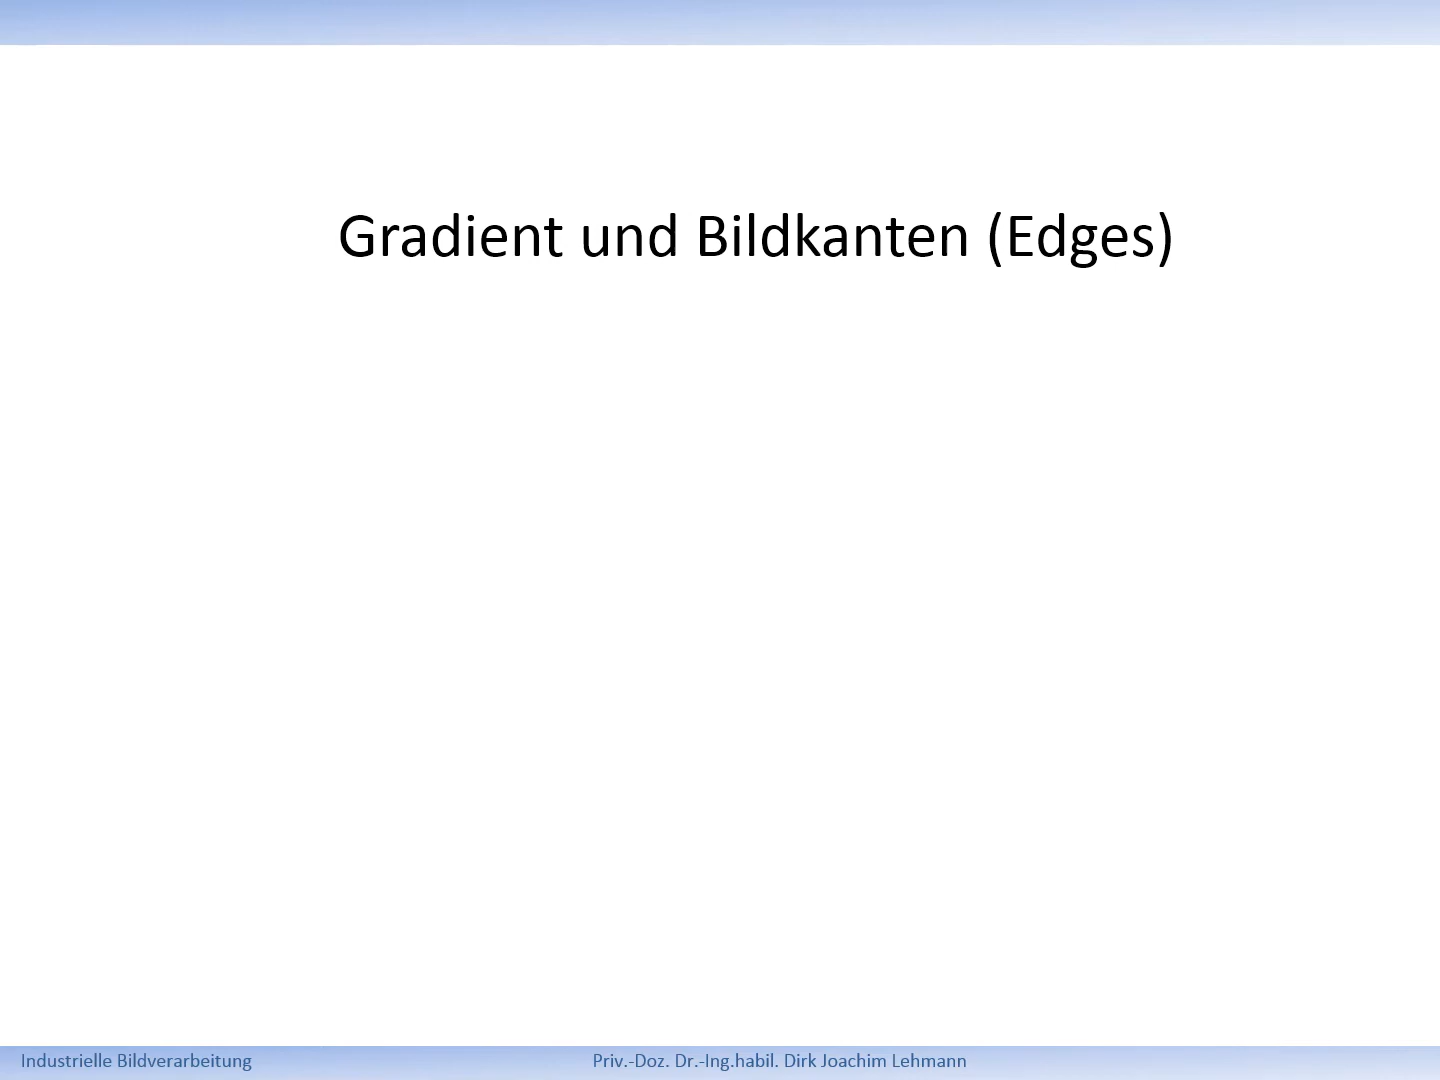 Gradient und Bildkanten (Edges)
Industrielle Bildverarbeitung
Priv.-Doz. Dr.-Ing.habil. Dirk Joachim Lehmann